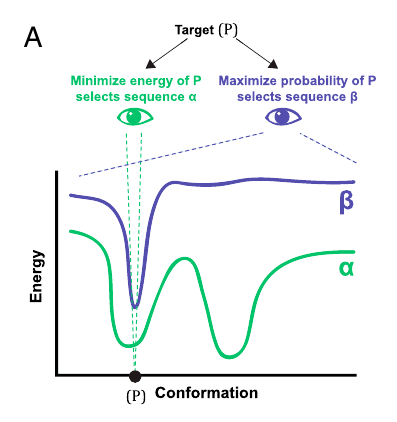 A
Target (P)
Minimize energy of P
selects sequence α
Maximize probability of P
selects sequence β
β
α
Energy
(P)
Conformation